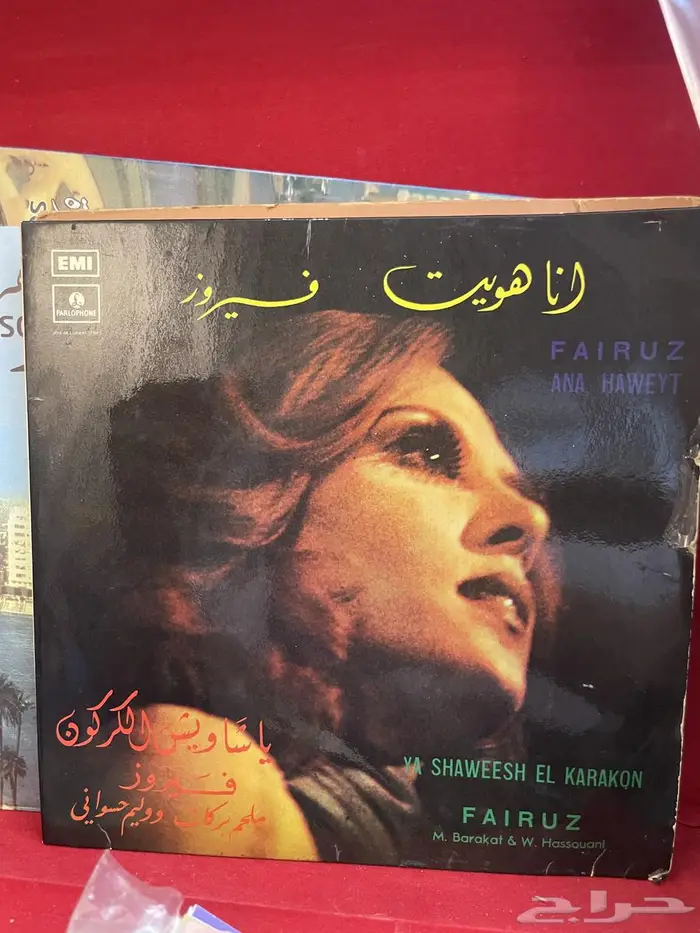 EMI
PARLOPHONE
انا هويت فيروز
FAIRUZ
ANA HAWEYT
يا شاويش الكركون
فيروز
ملحم بركات ووليم حسواني
YA SHAWEESH EL KARAKON
FAIRUZ
M. Barakat & W. Hassouani
حراج